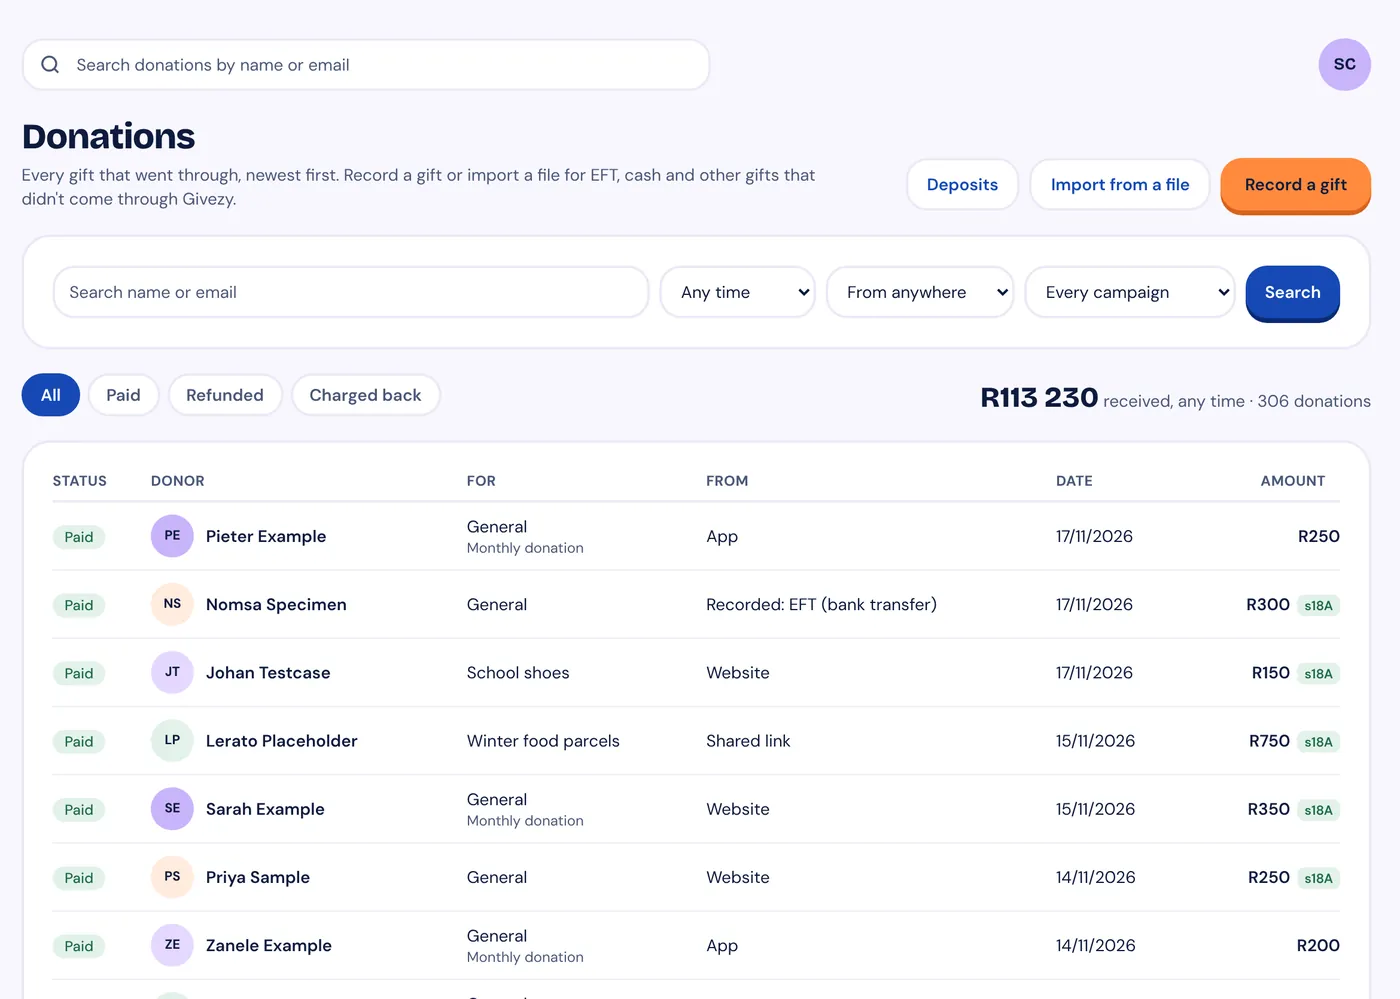 Search donations by name or email
SC
Donations
Every gift that went through, newest first. Record a gift or import a file for EFT, cash and other gifts that
didn't come through Givezy.
Deposits
Import from a file
Record a gift
Search name or email
Any time
From anywhere
Every campaign
Search
All
Paid
Refunded
Charged back
R113 230 received, any time · 306 donations
STATUS DONOR FOR FROM DATE AMOUNT
Paid PE Pieter Example General App 17/11/2026 R250
Monthly donation
Paid NS Nomsa Specimen General Recorded: EFT (bank transfer) 17/11/2026 R300 s18A
Paid JT Johan Testcase School shoes Website 17/11/2026 R150 s18A
Paid LP Lerato Placeholder Winter food parcels Shared link 15/11/2026 R750 s18A
Paid SE Sarah Example General Website 15/11/2026 R350 s18A
Monthly donation
Paid PS Priya Sample General Website 14/11/2026 R250 s18A
Paid ZE Zanele Example General App 14/11/2026 R200
Monthly donation